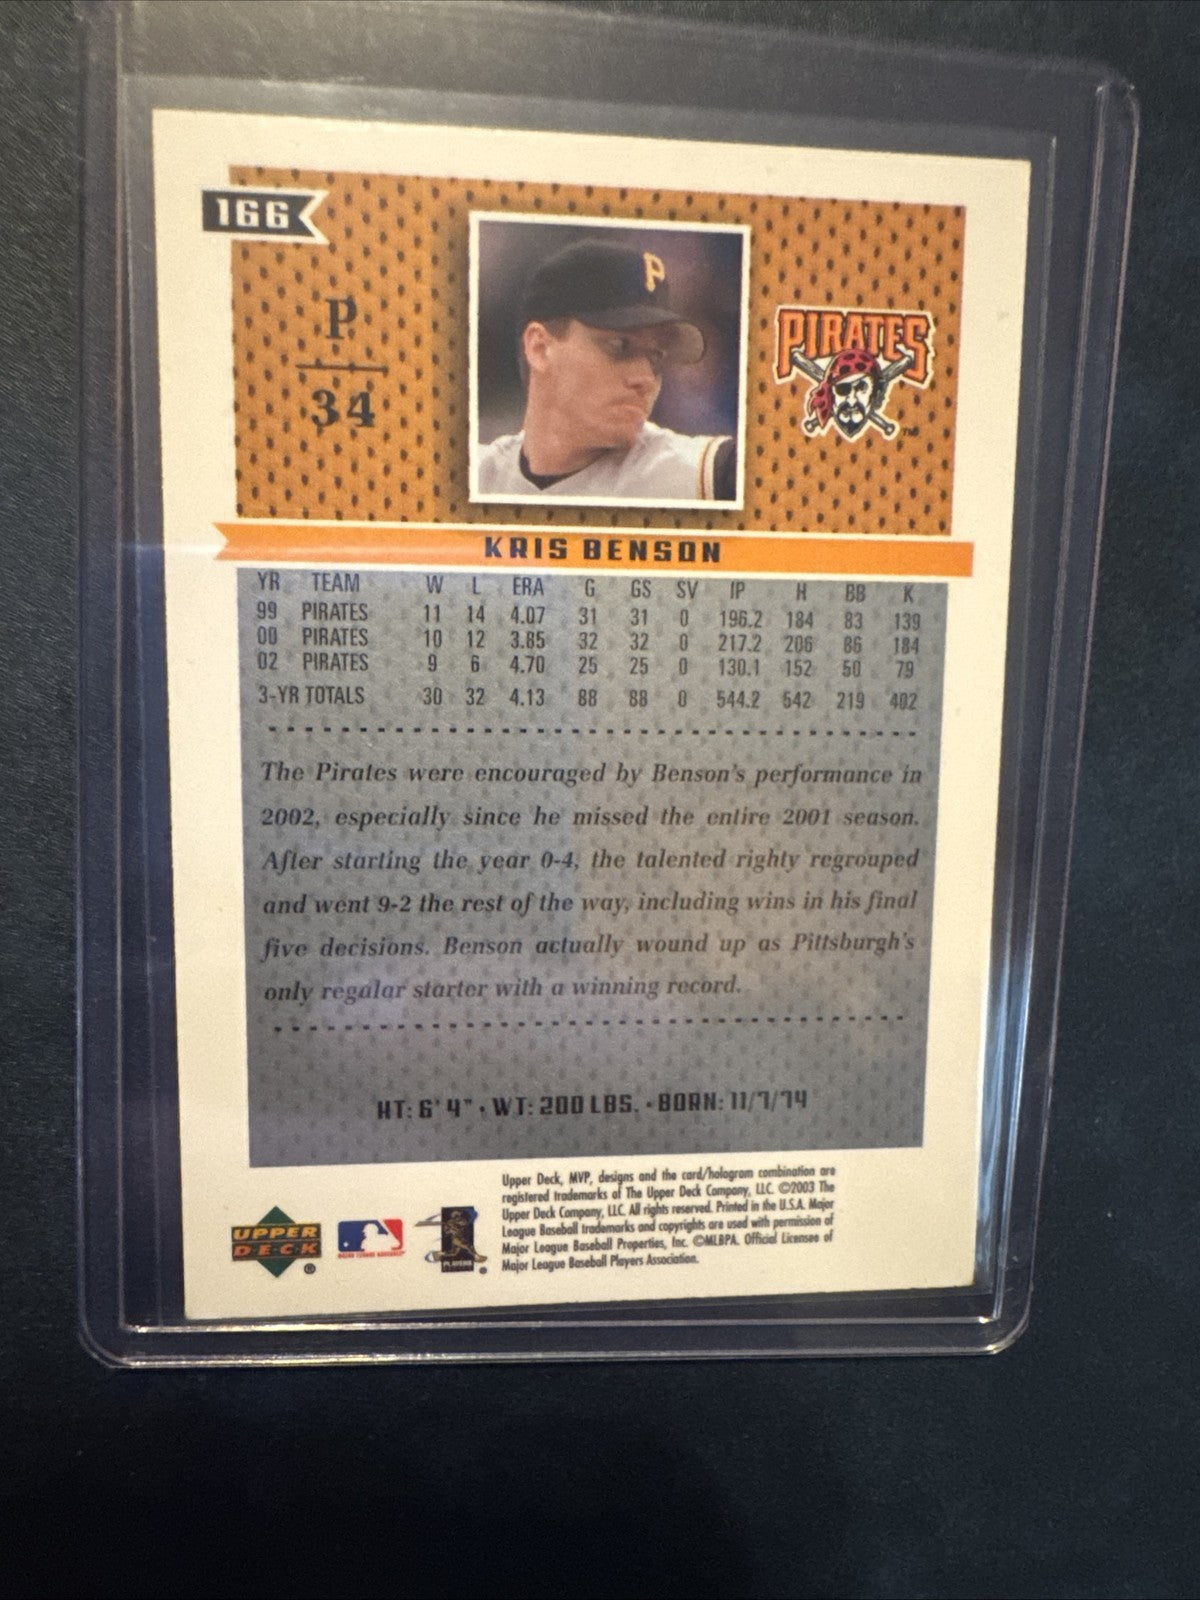 166
P
34
P
PIRATES
TM
KRIS BENSON
YR TEAM W L ERA G GS SV IP H BB K
99 PIRATES 11 14 4.07 31 31 0 196.2 184 83 139
00 PIRATES 10 12 3.85 32 32 0 217.2 206 86 184
02 PIRATES 9 6 4.70 25 25 0 130.1 152 50 79
3-YR TOTALS 30 32 4.13 88 88 0 544.2 542 219 402
The Pirates were encouraged by Benson's performance in
2002, especially since he missed the entire 2001 season.
After starting the year 0-4, the talented righty regrouped
and went 9-2 the rest of the way, including wins in his final
five decisions. Benson actually wound up as Pittsburgh's
only regular starter with a winning record.
HT: 6' 4" • WT: 200 LBS. • BORN: 11/7/74
Upper Deck, MVP, designs and the card/hologram combination are
registered trademarks of The Upper Deck Company, LLC. ©2003 The
Upper Deck Company, LLC. All rights reserved. Printed in the U.S.A. Major
League Baseball trademarks and copyrights are used with permission of
Major League Baseball Properties, Inc. ©MLBPA. Official Licensee of
Major League Baseball Players Association.
UPPER
DECK
®
MAJOR LEAGUE BASEBALL
PLAYERS